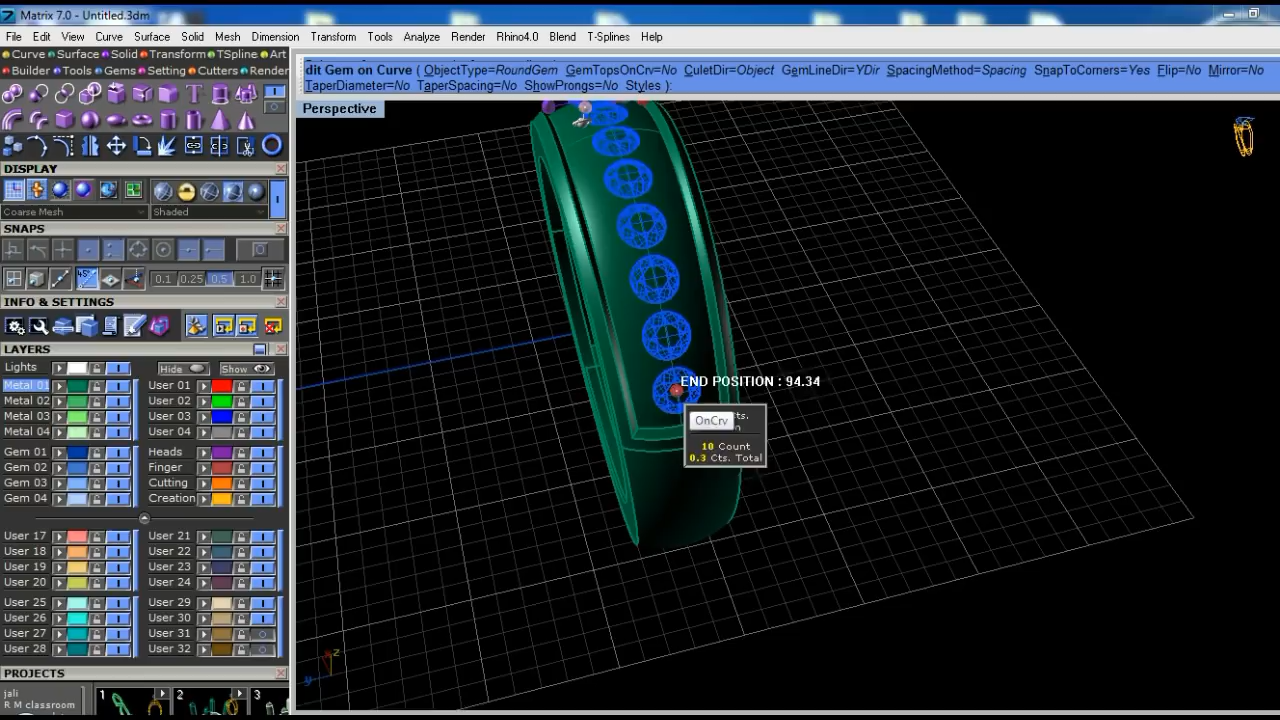 Matrix 7.0 - Untitled.3dm
File Edit View Curve Surface Solid Mesh Dimension Transform Tools Analyze Render Rhino4.0 Blend T-Splines Help
Curve Surface Solid Transform TSpline Art
Builder Tools Gems Setting Cutters Render
dit Gem on Curve ( ObjectType=RoundGem GemTopsOnCrv=No CuletDir=Object GemLineDir=YDir SpacingMethod=Spacing SnapToCorners=Yes Flip=No Mirror=No
TaperDiameter=No TaperSpacing=No ShowProngs=No Styles ):
Perspective
DISPLAY
Coarse Mesh Shaded
SNAPS
45° 0.1 0.25 0.5 1.0
INFO & SETTINGS
LAYERS
Lights Hide Show
Metal 01 User 01
Metal 02 User 02
Metal 03 User 03
Metal 04 User 04
Gem 01 Heads
Gem 02 Finger
Gem 03 Cutting
Gem 04 Creation
User 17 User 21
User 18 User 22
User 19 User 23
User 20 User 24
User 25 User 29
User 26 User 30
User 27 User 31
User 28 User 32
PROJECTS
jali
R M classroom
1 2 3
END POSITION : 94.34
OnCrv ts.
10 Count
0.3 Cts. Total
z
y